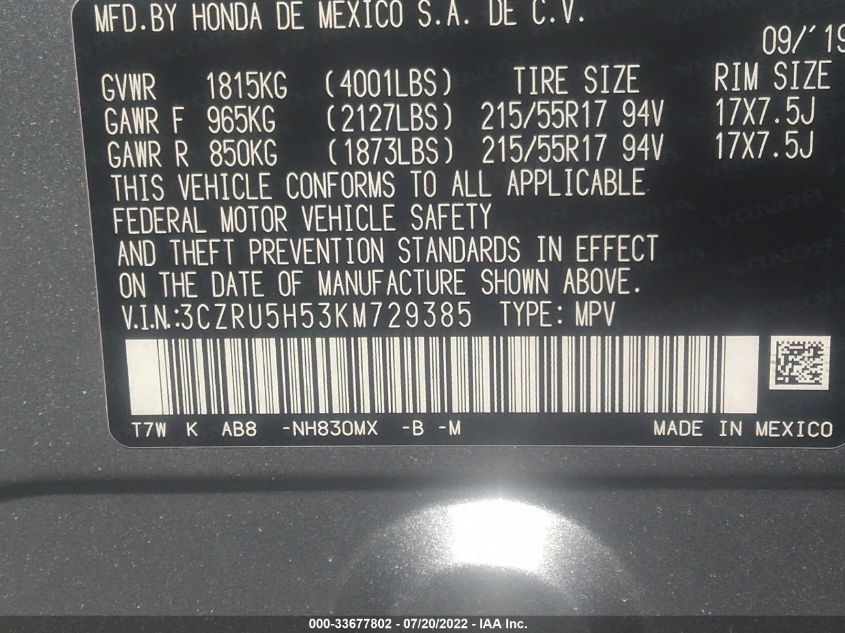 MFD.BY HONDA DE MEXICO S.A. DE C.V.
09/'19
GVWR 1815KG (4001LBS) TIRE SIZE RIM SIZE
GAWR F 965KG (2127LBS) 215/55R17 94V 17X7.5J
GAWR R 850KG (1873LBS) 215/55R17 94V 17X7.5J
THIS VEHICLE CONFORMS TO ALL APPLICABLE
FEDERAL MOTOR VEHICLE SAFETY
AND THEFT PREVENTION STANDARDS IN EFFECT
ON THE DATE OF MANUFACTURE SHOWN ABOVE.
V.I.N.:3CZRU5H53KM729385 TYPE: MPV
T7W K AB8 -NH830MX -B -M MADE IN MEXICO
000-33677802 - 07/20/2022 - IAA Inc.